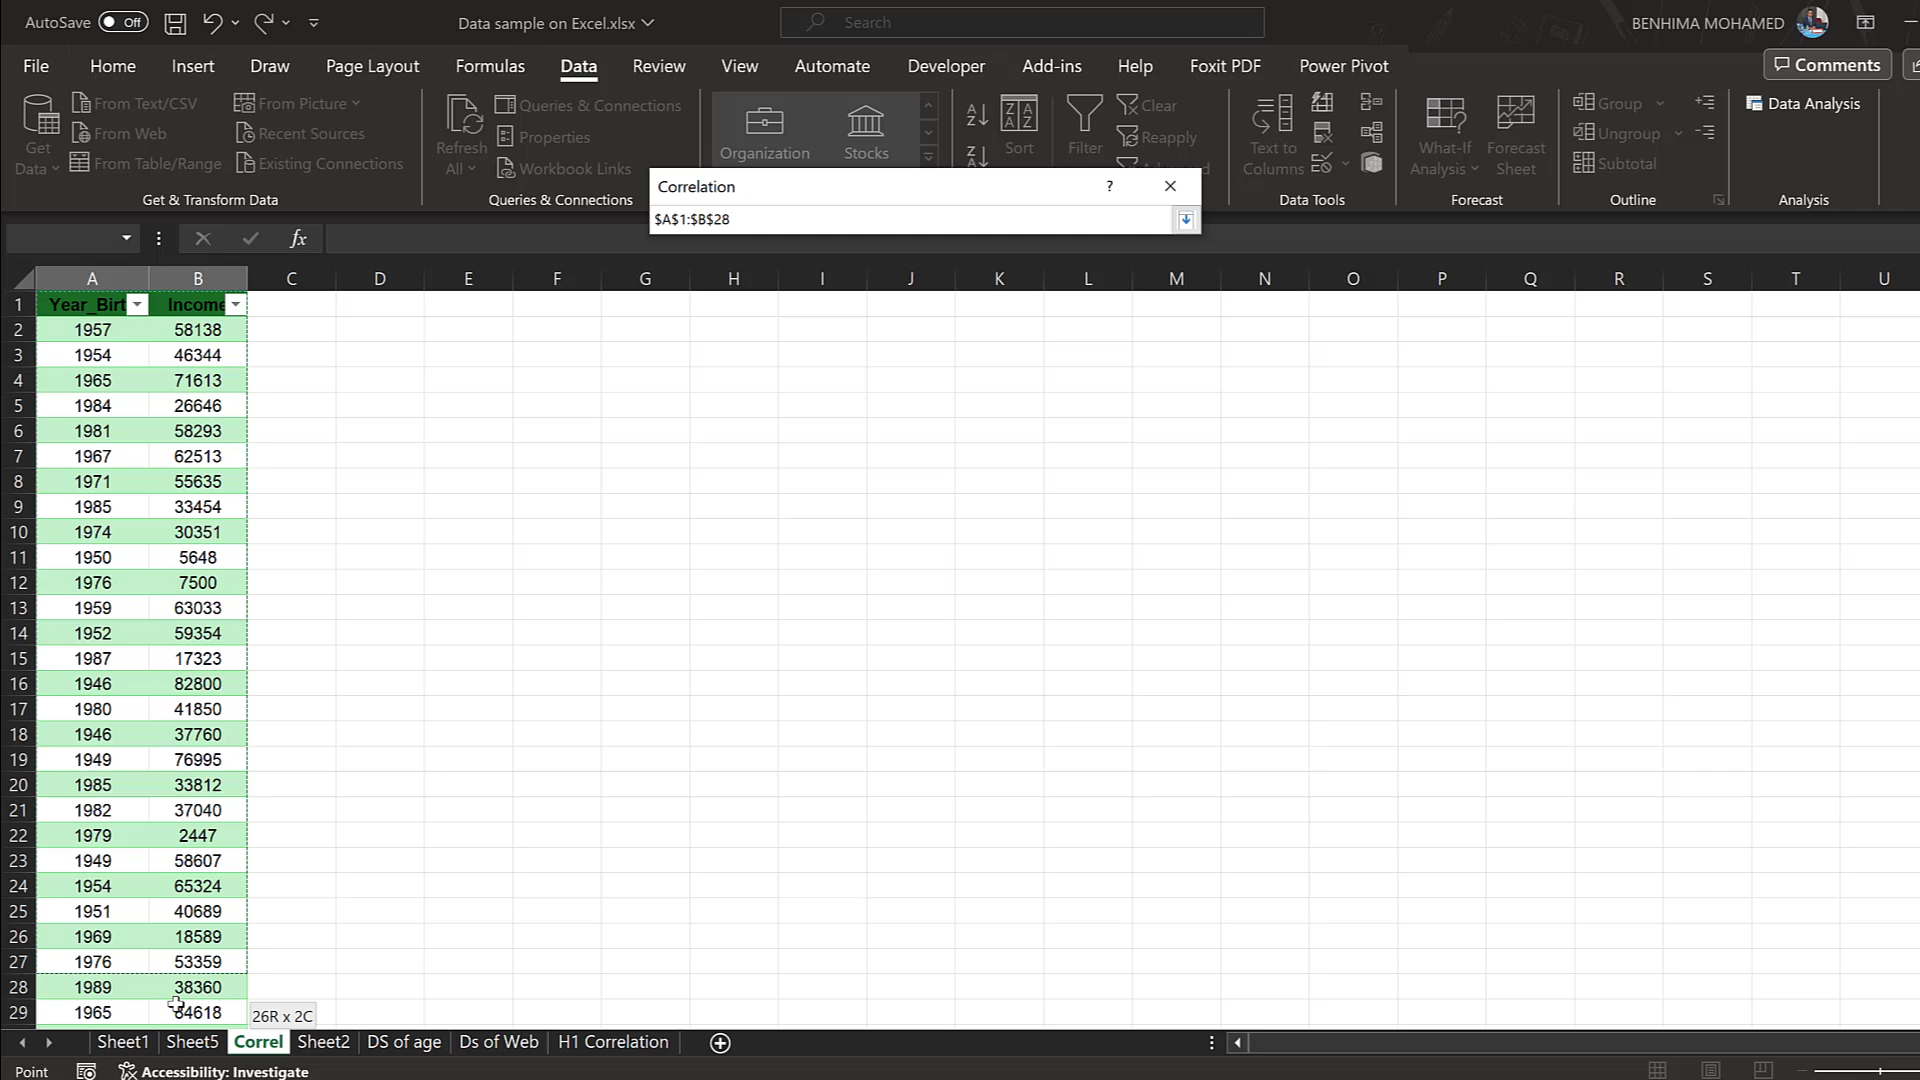 AutoSave Off Data sample on Excel.xlsx Search BENHIMA MOHAMED
File Home Insert Draw Page Layout Formulas Data Review View Automate Developer Add-ins Help Foxit PDF Power Pivot Comments
Get Data
From Text/CSV
From Web
From Table/Range
From Picture
Recent Sources
Existing Connections
Get & Transform Data
Refresh All
Queries & Connections
Properties
Workbook Links
Queries & Connections
Organization Stocks
Sort
Filter
Clear
Reapply
Text to Columns
Data Tools
What-If Analysis
Forecast Sheet
Forecast
Group
Ungroup
Subtotal
Outline
Data Analysis
Analysis
Correlation ?
$A$1:$B$28
fx
A B C D E F G H I J K L M N O P Q R S T U
1 Year_Birt Income
2 1957 58138
3 1954 46344
4 1965 71613
5 1984 26646
6 1981 58293
7 1967 62513
8 1971 55635
9 1985 33454
10 1974 30351
11 1950 5648
12 1976 7500
13 1959 63033
14 1952 59354
15 1987 17323
16 1946 82800
17 1980 41850
18 1946 37760
19 1949 76995
20 1985 33812
21 1982 37040
22 1979 2447
23 1949 58607
24 1954 65324
25 1951 40689
26 1969 18589
27 1976 53359
28 1989 38360
29 1965 84618
26R x 2C
Sheet1 Sheet5 Correl Sheet2 DS of age Ds of Web H1 Correlation
Point Accessibility: Investigate